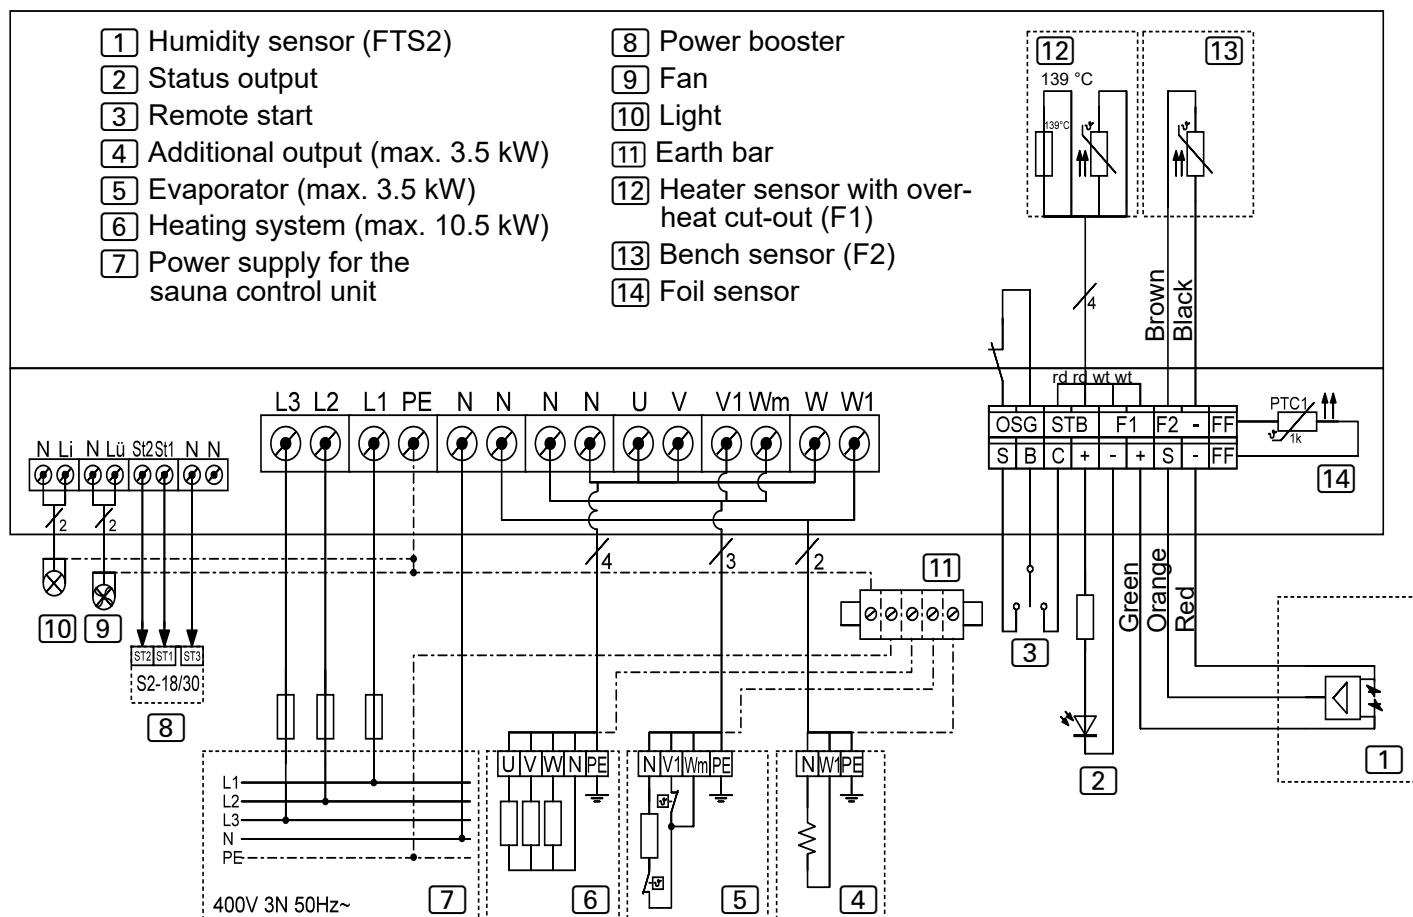 1 Humidity sensor (FTS2)
2 Status output
3 Remote start
4 Additional output (max. 3.5 kW)
5 Evaporator (max. 3.5 kW)
6 Heating system (max. 10.5 kW)
7 Power supply for the
sauna control unit
8 Power booster
9 Fan
10 Light
11 Earth bar
12 Heater sensor with over-
heat cut-out (F1)
13 Bench sensor (F2)
14 Foil sensor
12
139 °C
139°C
13
4
Brown
Black
rd rd wt wt
OSG STB F1 F2 - FF
S B C + - + S - FF
PTC1
1k
14
L3 L2 L1 PE N N N N U V V1 Wm W W1
N Li N Lü St2 St1 N N
2
2
4
3
2
10
9
ST2 ST1 ST3
S2-18/30
8
11
3
Green
Orange
Red
2
1
L1
L2
L3
N
PE
400V 3N 50Hz~
7
U V W N PE
6
N V1 Wm PE
5
N W1 PE
4